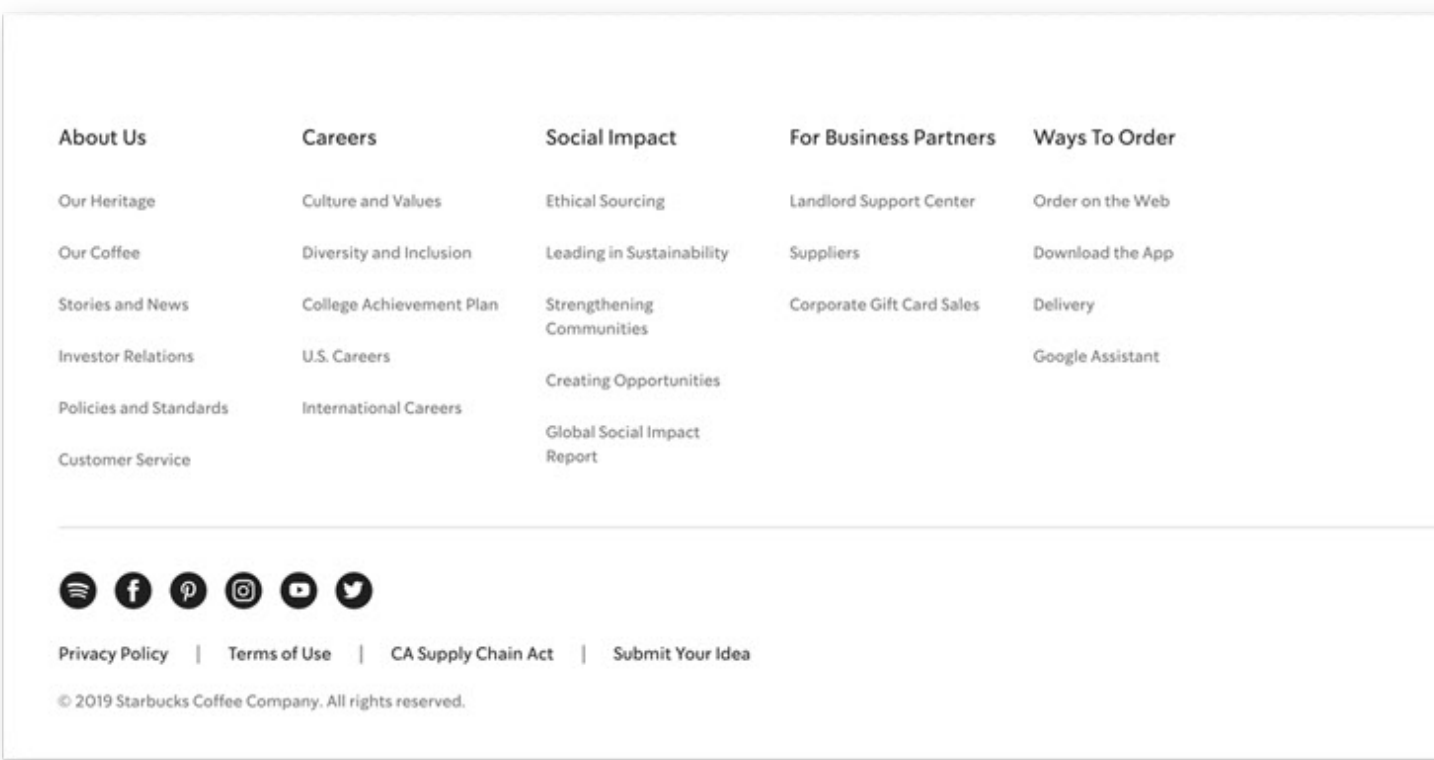 About Us
Our Heritage
Our Coffee
Stories and News
Investor Relations
Policies and Standards
Customer Service
Careers
Culture and Values
Diversity and Inclusion
College Achievement Plan
U.S. Careers
International Careers
Social Impact
Ethical Sourcing
Leading in Sustainability
Strengthening
Communities
Creating Opportunities
Global Social Impact
Report
For Business Partners
Landlord Support Center
Suppliers
Corporate Gift Card Sales
Ways To Order
Order on the Web
Download the App
Delivery
Google Assistant
Privacy Policy | Terms of Use | CA Supply Chain Act | Submit Your Idea
© 2019 Starbucks Coffee Company. All rights reserved.